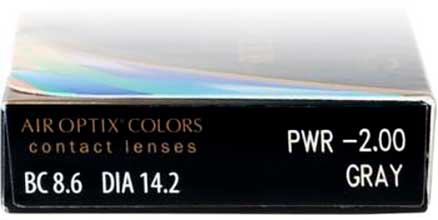 AIR OPTIX® COLORS
contact lenses
PWR -2.00
BC 8.6 DIA 14.2
GRAY